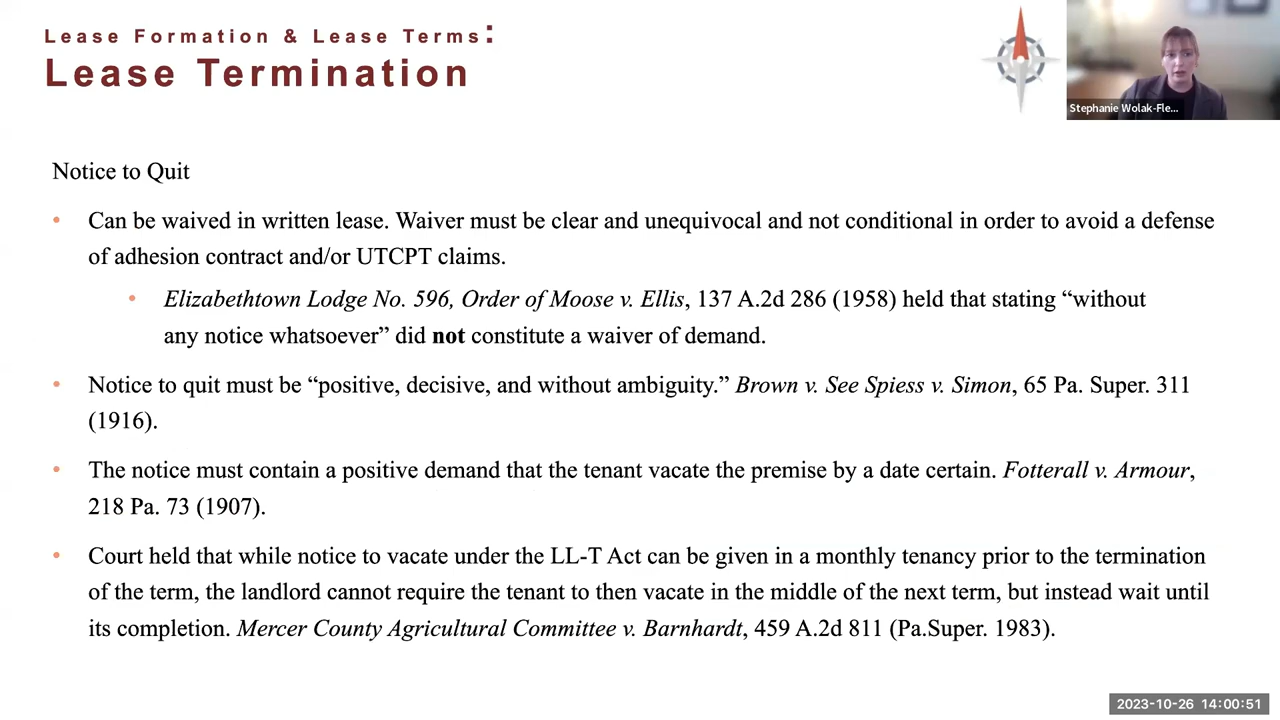 Lease Formation & Lease Terms:
Lease Termination
Stephanie Wolak-Fle...
Notice to Quit
• Can be waived in written lease. Waiver must be clear and unequivocal and not conditional in order to avoid a defense
of adhesion contract and/or UTCPT claims.
• Elizabethtown Lodge No. 596, Order of Moose v. Ellis, 137 A.2d 286 (1958) held that stating “without
any notice whatsoever” did not constitute a waiver of demand.
• Notice to quit must be “positive, decisive, and without ambiguity.” Brown v. See Spiess v. Simon, 65 Pa. Super. 311
(1916).
• The notice must contain a positive demand that the tenant vacate the premise by a date certain. Fotterall v. Armour,
218 Pa. 73 (1907).
• Court held that while notice to vacate under the LL-T Act can be given in a monthly tenancy prior to the termination
of the term, the landlord cannot require the tenant to then vacate in the middle of the next term, but instead wait until
its completion. Mercer County Agricultural Committee v. Barnhardt, 459 A.2d 811 (Pa.Super. 1983).
2023-10-26 14:00:51